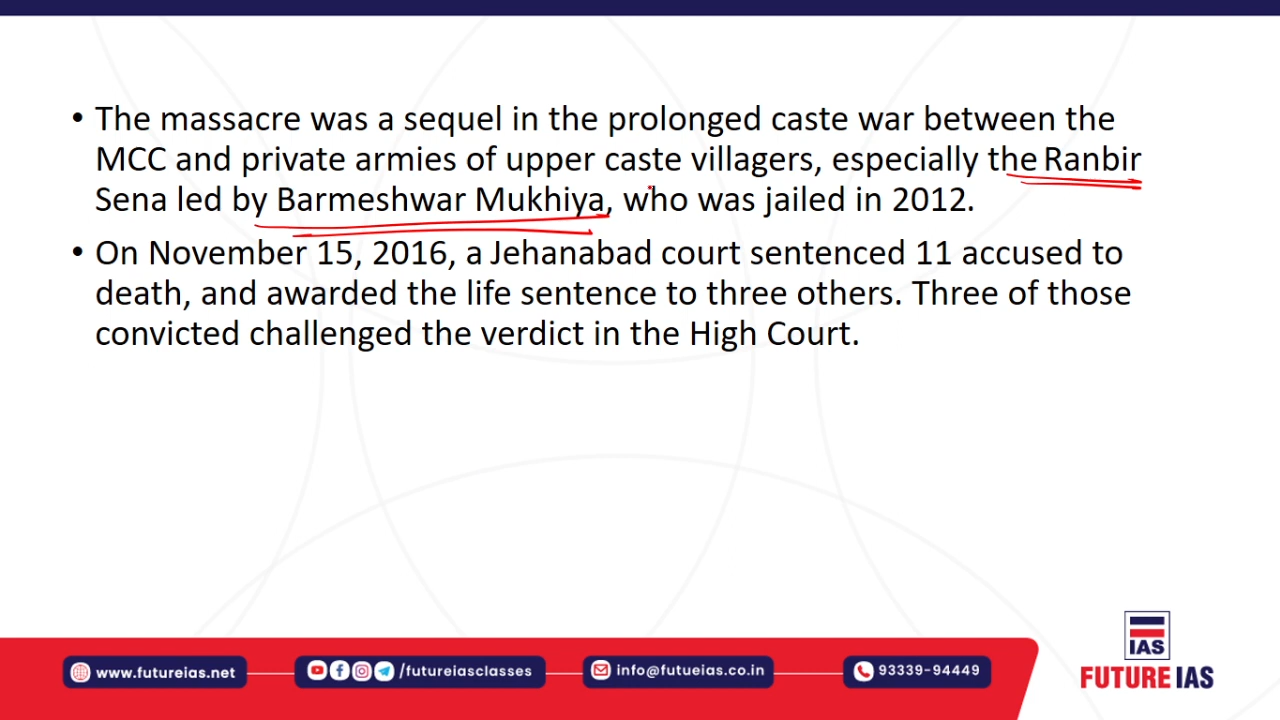 • The massacre was a sequel in the prolonged caste war between the
MCC and private armies of upper caste villagers, especially the Ranbir
Sena led by Barmeshwar Mukhiya, who was jailed in 2012.
• On November 15, 2016, a Jehanabad court sentenced 11 accused to
death, and awarded the life sentence to three others. Three of those
convicted challenged the verdict in the High Court.
IAS
www.futureias.net
/futureiasclasses
info@futueias.co.in
93339-94449
FUTURE IAS